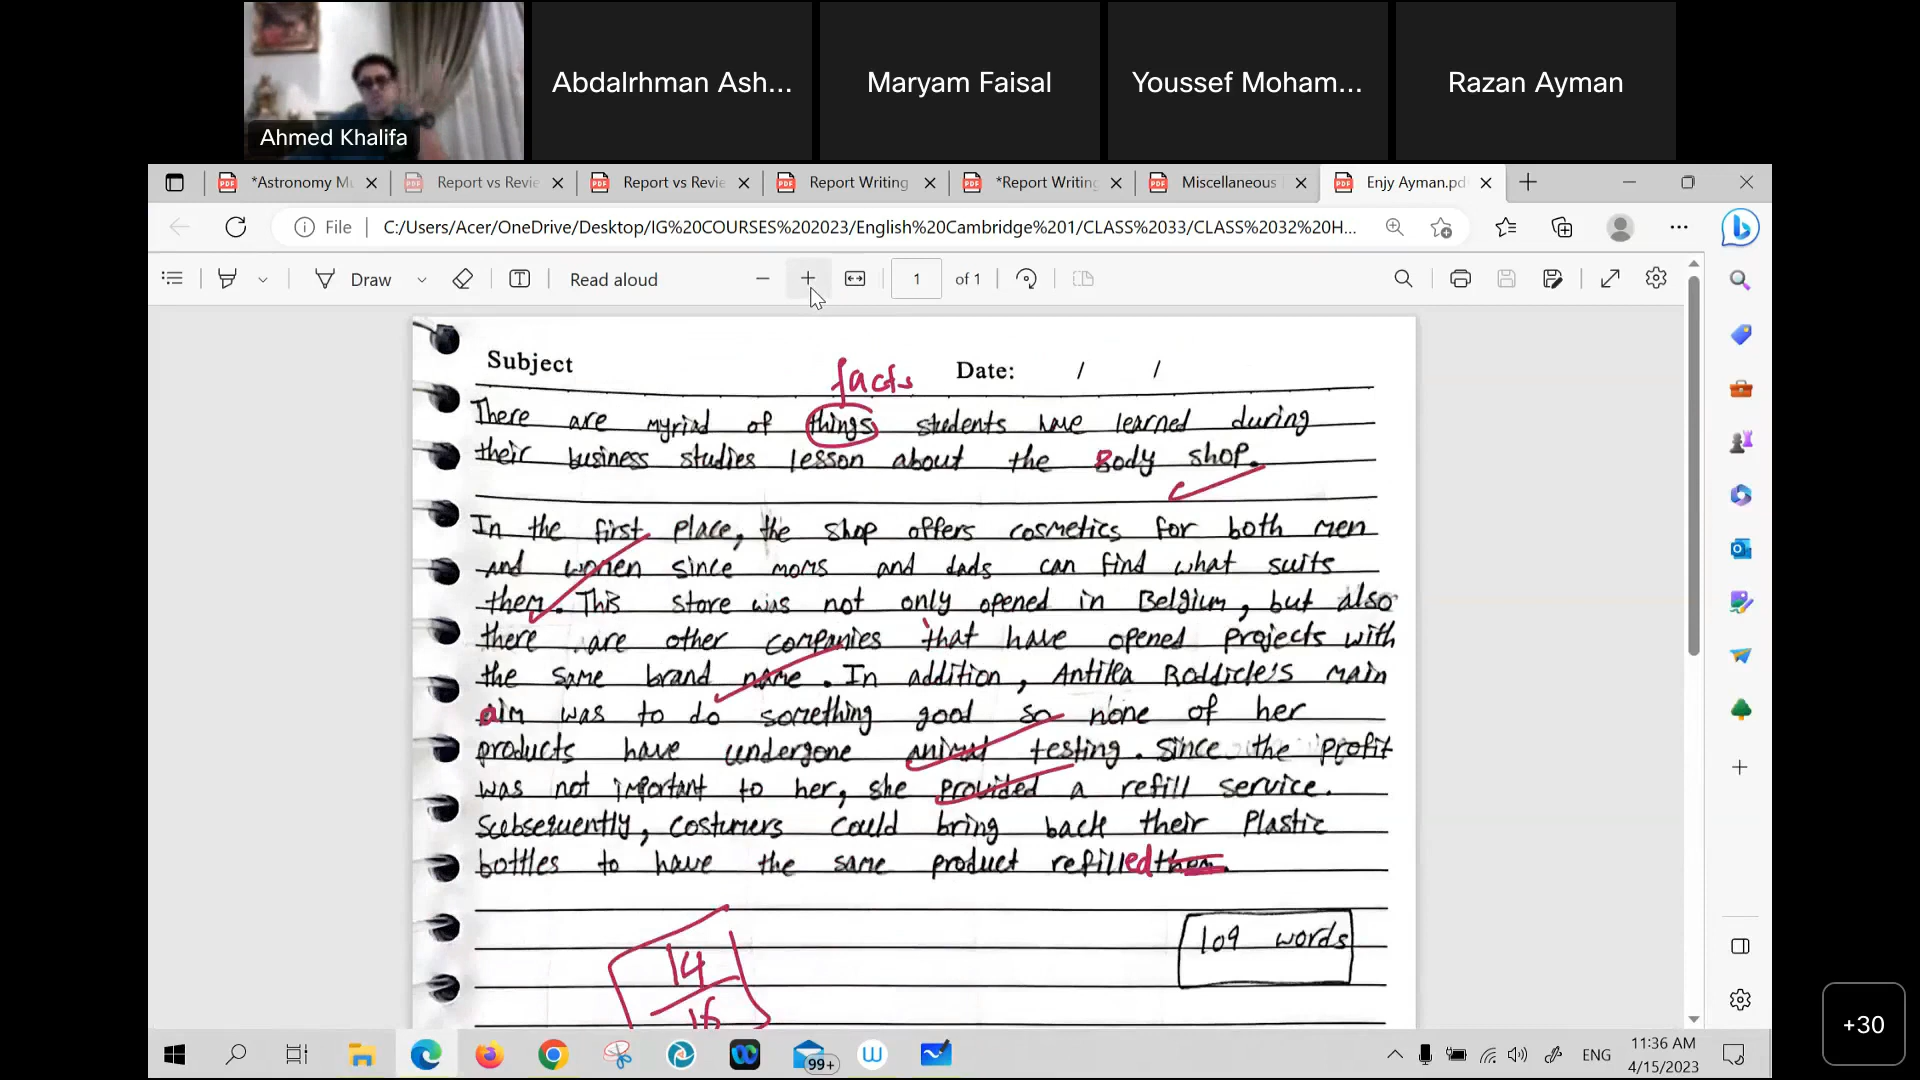 Abdalrhman Ash...
Maryam Faisal
Youssef Moham...
Razan Ayman
Ahmed Khalifa
*Astronomy Mu
Report vs Revie
Report vs Revie
Report Writing
*Report Writing
Miscellaneous
Enjy Ayman.pd
File
C:/Users/Acer/OneDrive/Desktop/IG%20COURSES%202023/English%20Cambridge%201/CLASS%2033/CLASS%2032%20H...
Draw
Read aloud
1 of 1
Subject
Date: / /
facts
There are myriad of things students have learned during
their business studies lesson about the Body shop.
In the first place, the shop offers cosmetics for both men
and women since moms and dads can find what suits
them. This store was not only opened in Belgium, but also
there are other companies that have opened projects with
the same brand name. In addition, Antika Roddicle's main
aim was to do something good so none of her
products have undergone animal testing. Since the profit
was not important to her, she provided a refill service.
Scebsequently, costumers could bring back their plastic
bottles to have the same product refilled them.
109 words
14
16
+30
99+
ENG
11:36 AM
4/15/2023